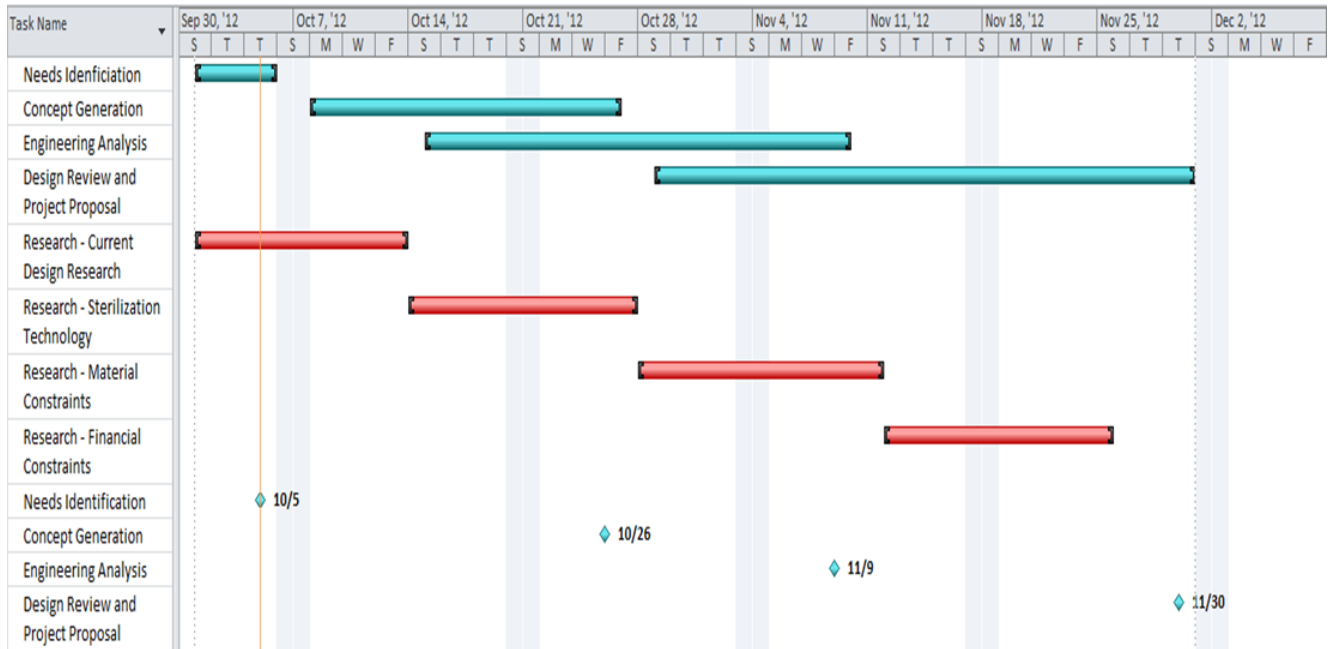 Task Name
Sep 30, '12 Oct 7, '12 Oct 14, '12 Oct 21, '12 Oct 28, '12 Nov 4, '12 Nov 11, '12 Nov 18, '12 Nov 25, '12 Dec 2, '12
S T T S M W F S T T S M W F S T T S M W F S T T S M W F S T T S M W F
Needs Idenficiation
Concept Generation
Engineering Analysis
Design Review and
Project Proposal
Research - Current
Design Research
Research - Sterilization
Technology
Research - Material
Constraints
Research - Financial
Constraints
Needs Identification 10/5
Concept Generation 10/26
Engineering Analysis 11/9
Design Review and 11/30
Project Proposal